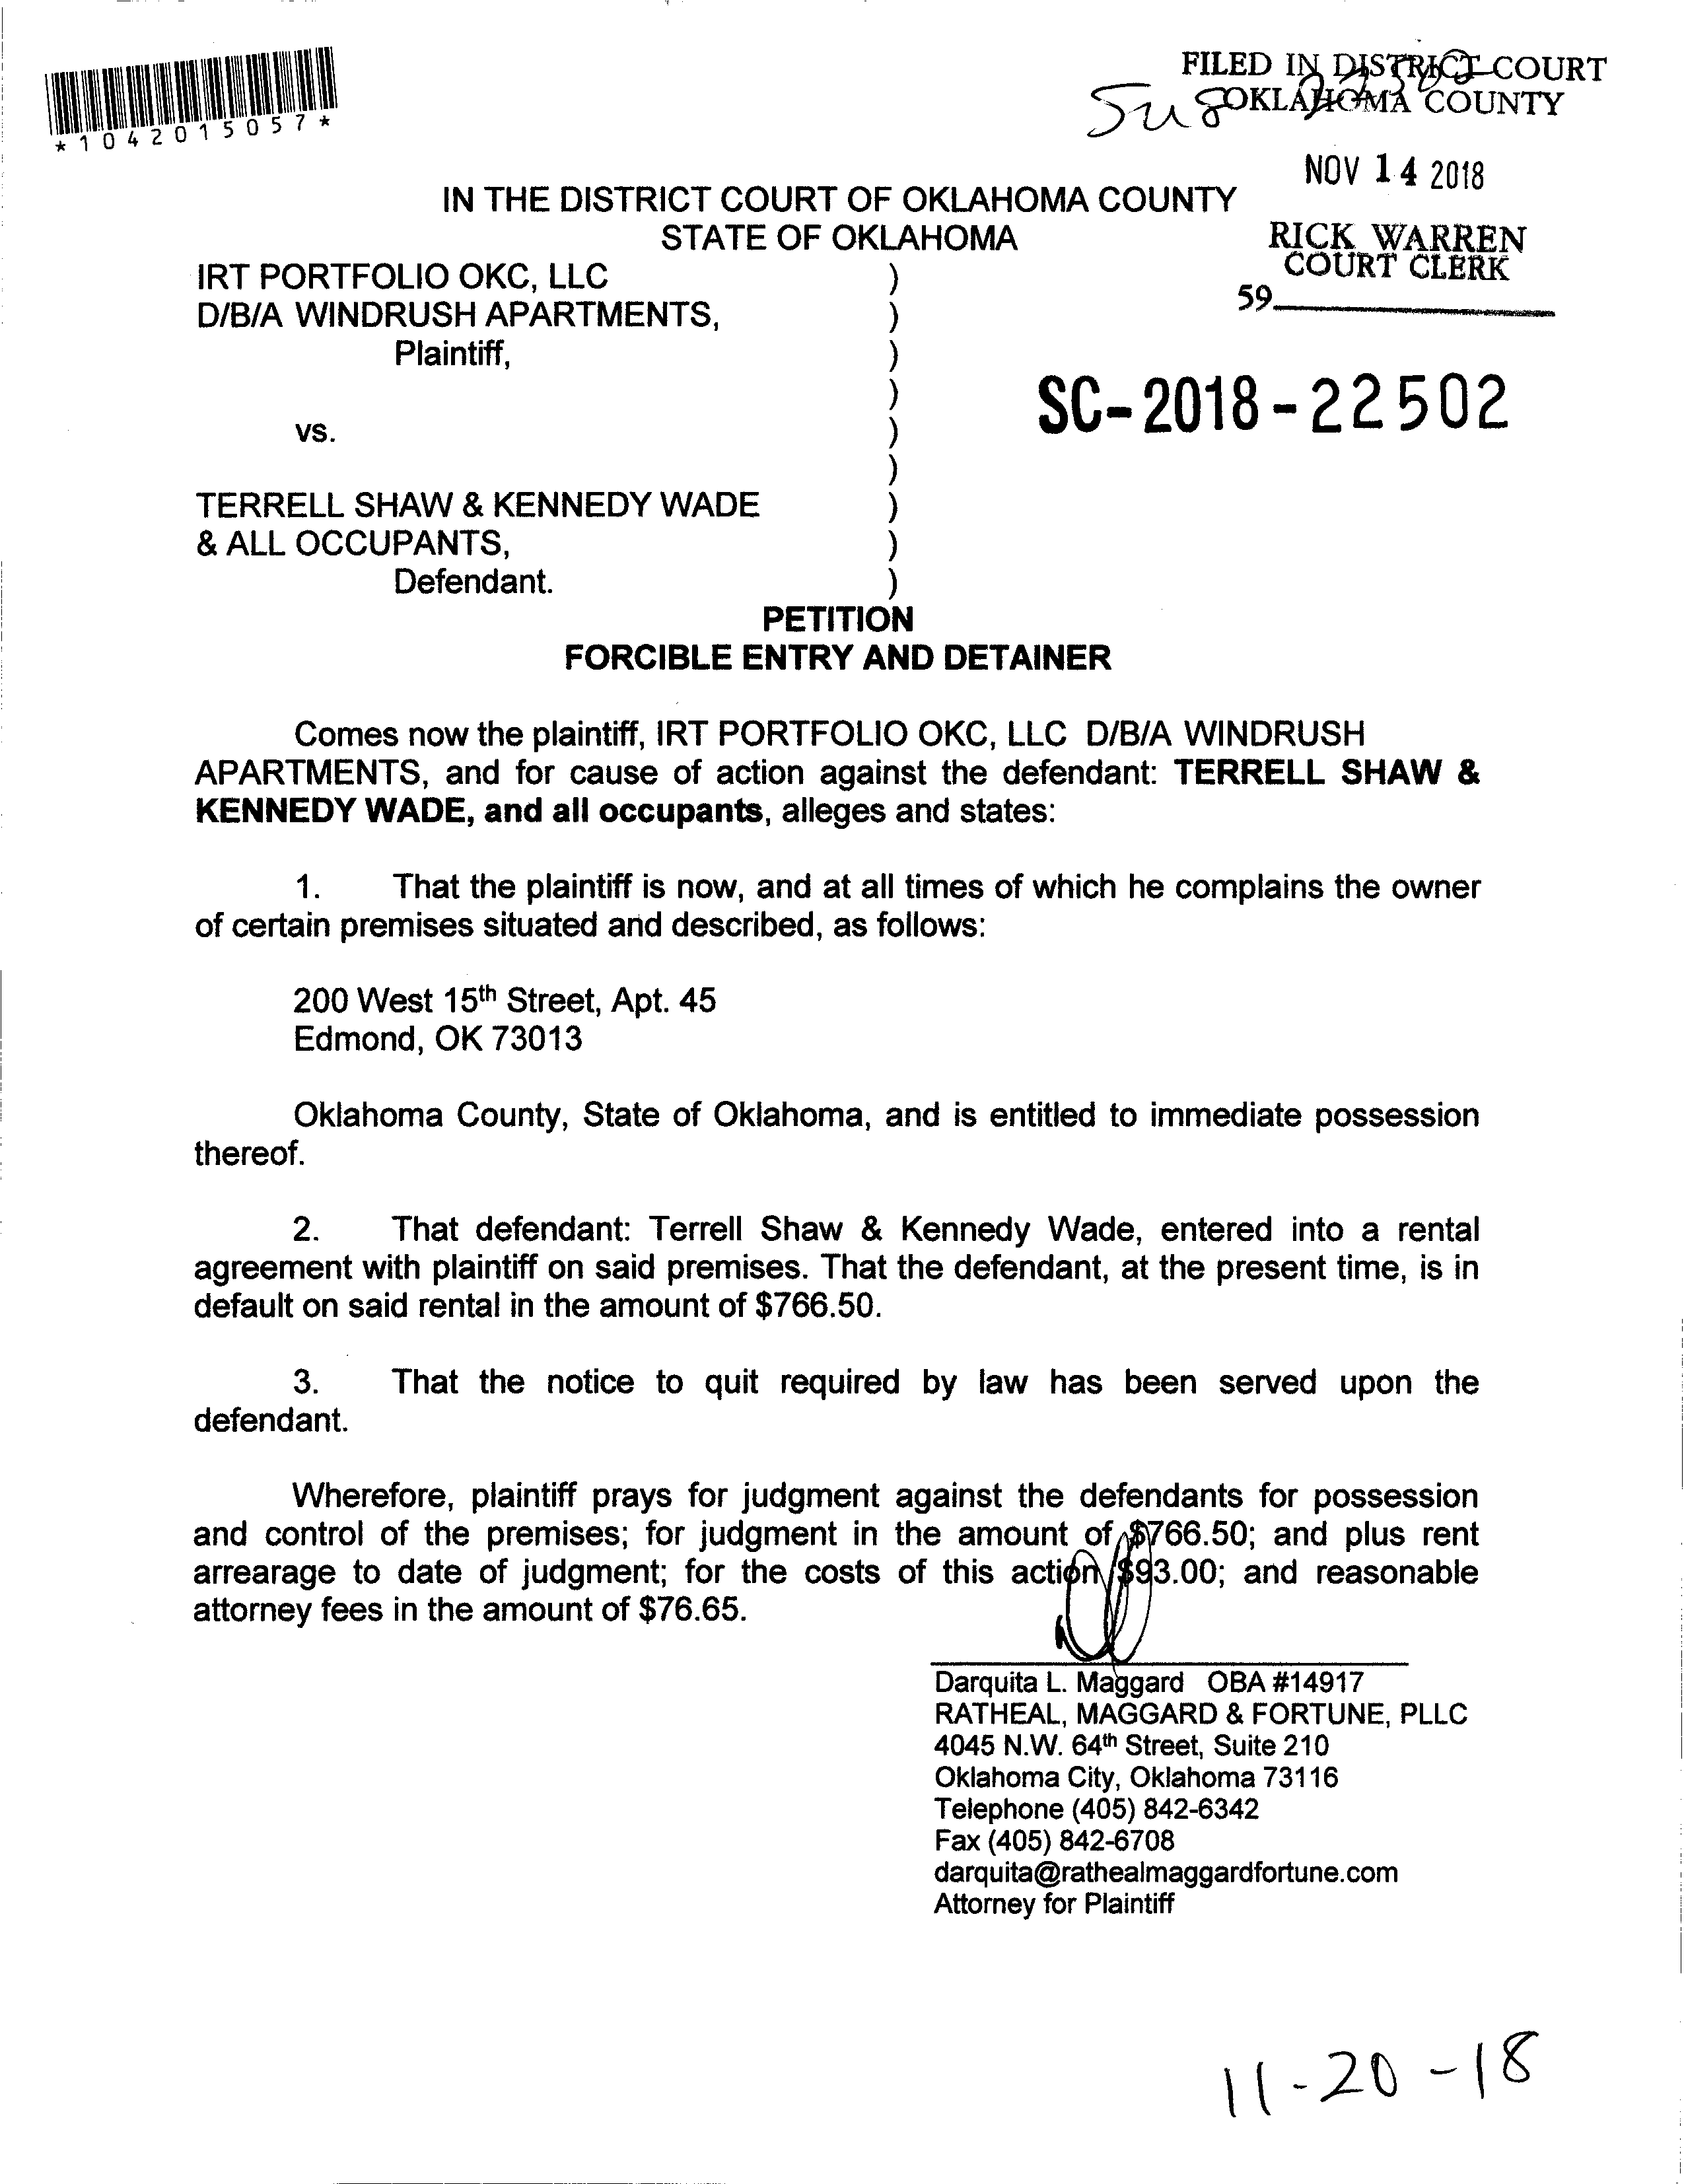 *1042015057*
FILED IN DISTRICT COURT
OKLAHOMA COUNTY
NOV 14 2018
RICK WARREN
COURT CLERK
59
IN THE DISTRICT COURT OF OKLAHOMA COUNTY
STATE OF OKLAHOMA
IRT PORTFOLIO OKC, LLC )
D/B/A WINDRUSH APARTMENTS, )
Plaintiff, )
)
vs. )
)
TERRELL SHAW & KENNEDY WADE )
& ALL OCCUPANTS, )
Defendant. )
SC-2018-22502
PETITION
FORCIBLE ENTRY AND DETAINER
Comes now the plaintiff, IRT PORTFOLIO OKC, LLC D/B/A WINDRUSH
APARTMENTS, and for cause of action against the defendant: TERRELL SHAW &
KENNEDY WADE, and all occupants, alleges and states:
1. That the plaintiff is now, and at all times of which he complains the owner
of certain premises situated and described, as follows:
200 West 15th Street, Apt. 45
Edmond, OK 73013
Oklahoma County, State of Oklahoma, and is entitled to immediate possession
thereof.
2. That defendant: Terrell Shaw & Kennedy Wade, entered into a rental
agreement with plaintiff on said premises. That the defendant, at the present time, is in
default on said rental in the amount of $766.50.
3. That the notice to quit required by law has been served upon the
defendant.
Wherefore, plaintiff prays for judgment against the defendants for possession
and control of the premises; for judgment in the amount of $766.50; and plus rent
arrearage to date of judgment; for the costs of this action $93.00; and reasonable
attorney fees in the amount of $76.65.
Darquita L. Maggard OBA #14917
RATHEAL, MAGGARD & FORTUNE, PLLC
4045 N.W. 64th Street, Suite 210
Oklahoma City, Oklahoma 73116
Telephone (405) 842-6342
Fax (405) 842-6708
darquita@rathealmaggardfortune.com
Attorney for Plaintiff
11-20-18